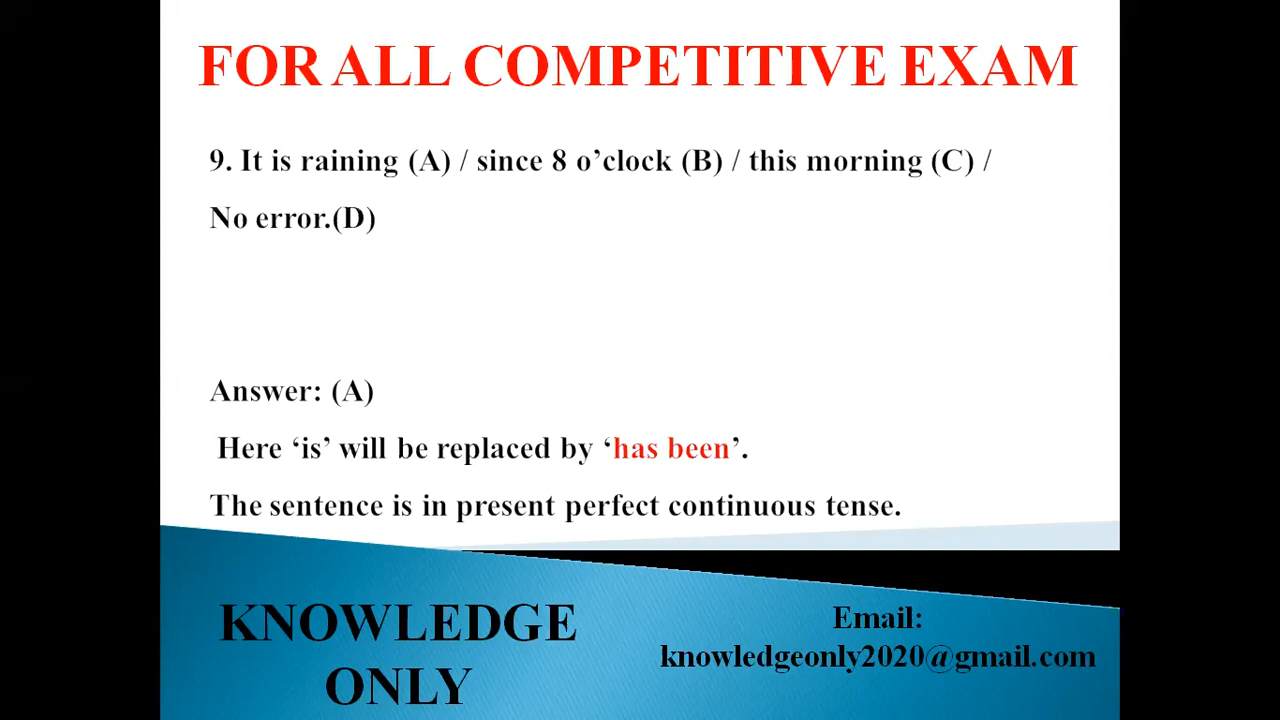 FOR ALL COMPETITIVE EXAM
9. It is raining (A) / since 8 o’clock (B) / this morning (C) /
No error.(D)
Answer: (A)
Here ‘is’ will be replaced by ‘has been’.
The sentence is in present perfect continuous tense.
KNOWLEDGE
ONLY
Email:
knowledgeonly2020@gmail.com